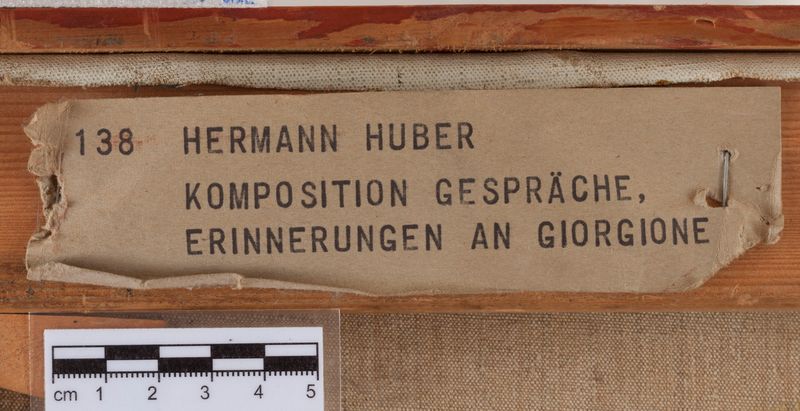 138 HERMANN HUBER
KOMPOSITION GESPRÄCHE,
ERINNERUNGEN AN GIORGIONE
cm 1 2 3 4 5